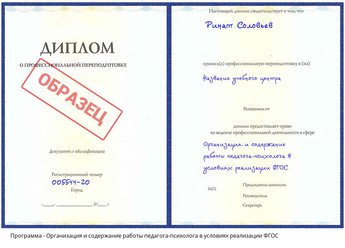 ДИПЛОМ
О ПРОФЕССИОНАЛЬНОЙ ПЕРЕПОДГОТОВКЕ
ОБРАЗЕЦ
Документ о квалификации
Регистрационный номер
005544-20
Город
Настоящий диплом свидетельствует о том, что
Ринат Соловьев
прошел(а) профессиональную переподготовку в (на)
Название учебного центра
Решением от
диплом предоставляет право
на ведение профессиональной деятельности в сфере
Организация и содержание
работы педагога-психолога в
условиях реализации ФГОС
М.П.
Председатель комиссии
Руководитель
Секретарь
Программа - Организация и содержание работы педагога-психолога в условиях реализации ФГОС